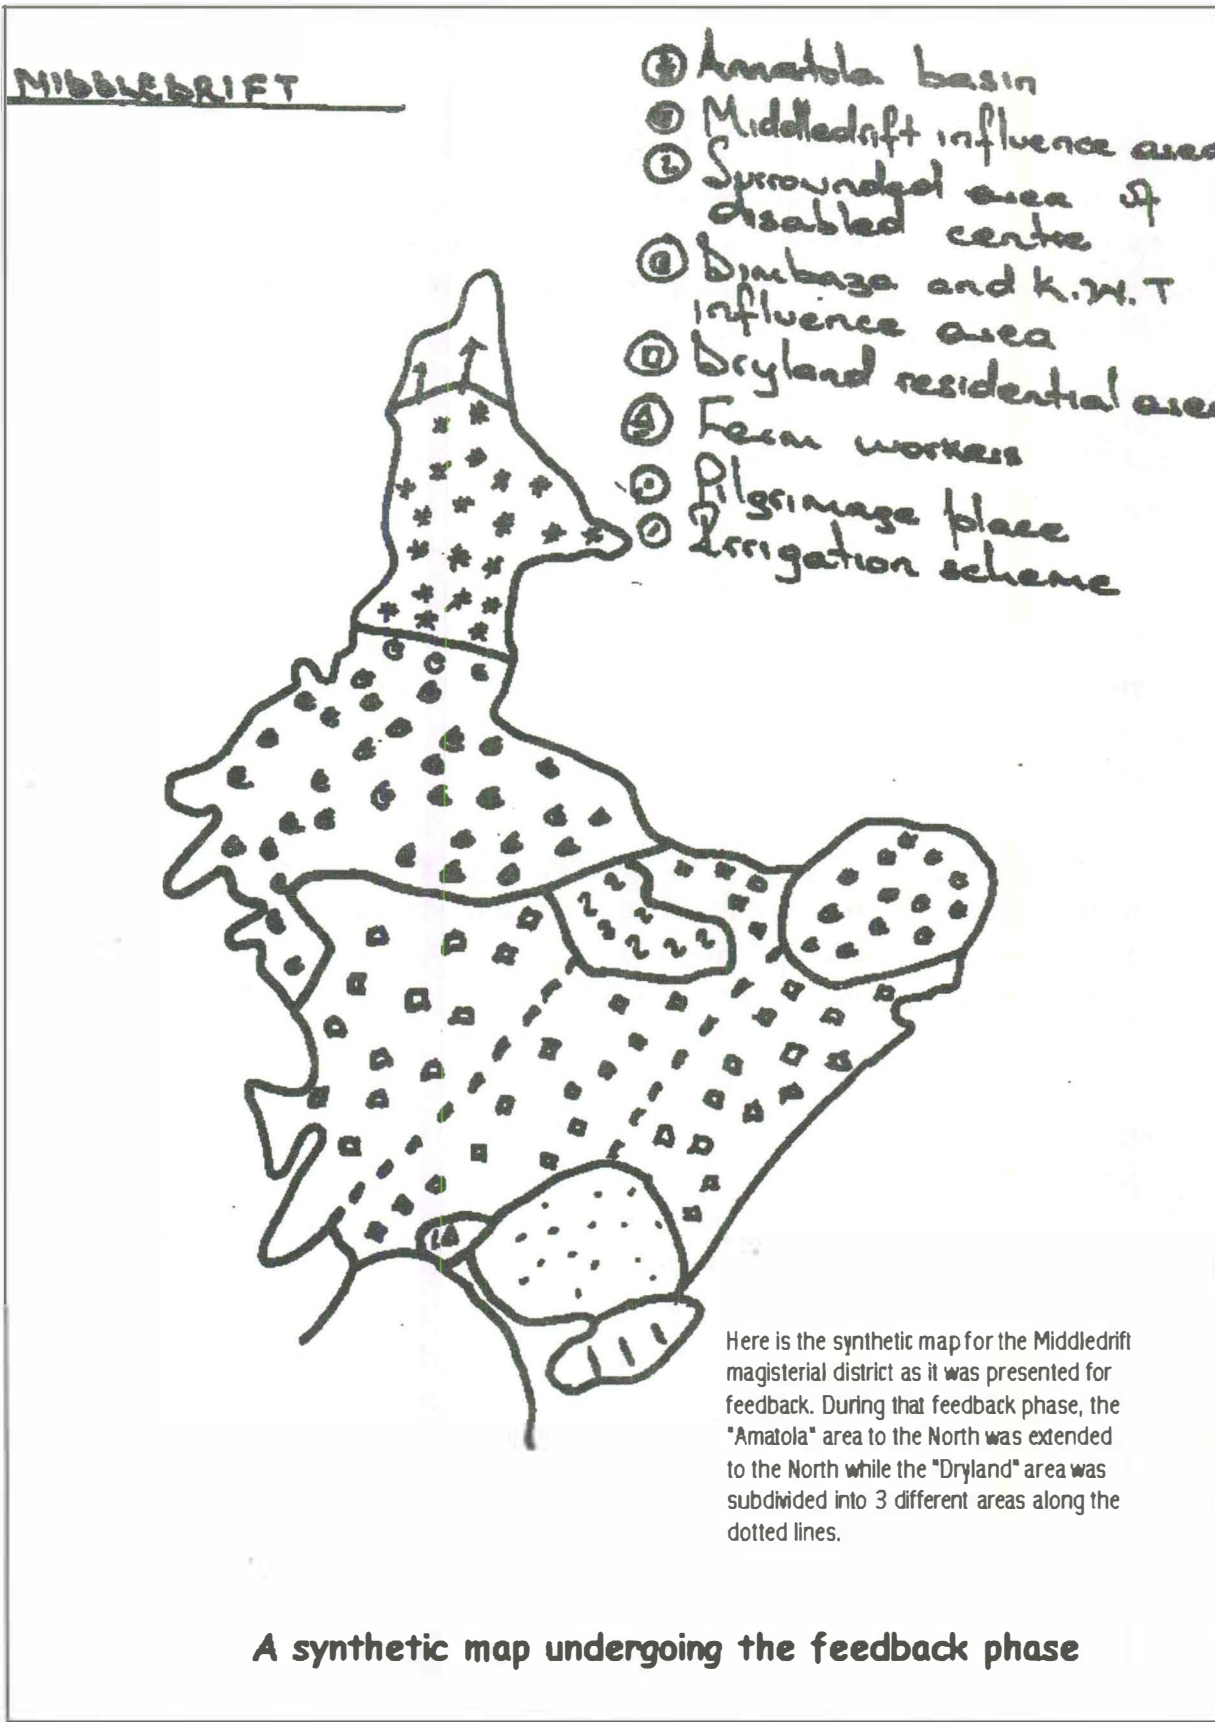 MIDDLEDRIFT
Amatola basin
Middledrift influence area
Surrounded area of
disabled centre
Dimbaza and K.W.T
influence area
Dryland residential area
Farm workers
Pilgrimage place
Irrigation scheme
Here is the synthetic map for the Middledrift
magisterial district as it was presented for
feedback. During that feedback phase, the
"Amatola" area to the North was extended
to the North while the "Dryland" area was
subdivided into 3 different areas along the
dotted lines.
A synthetic map undergoing the feedback phase